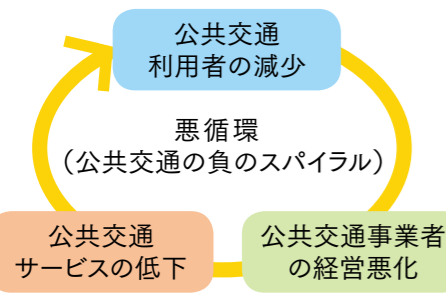 公共交通
利用者の減少
悪循環
（公共交通の負のスパイラル）
公共交通
サービスの低下
公共交通事業者
の経営悪化